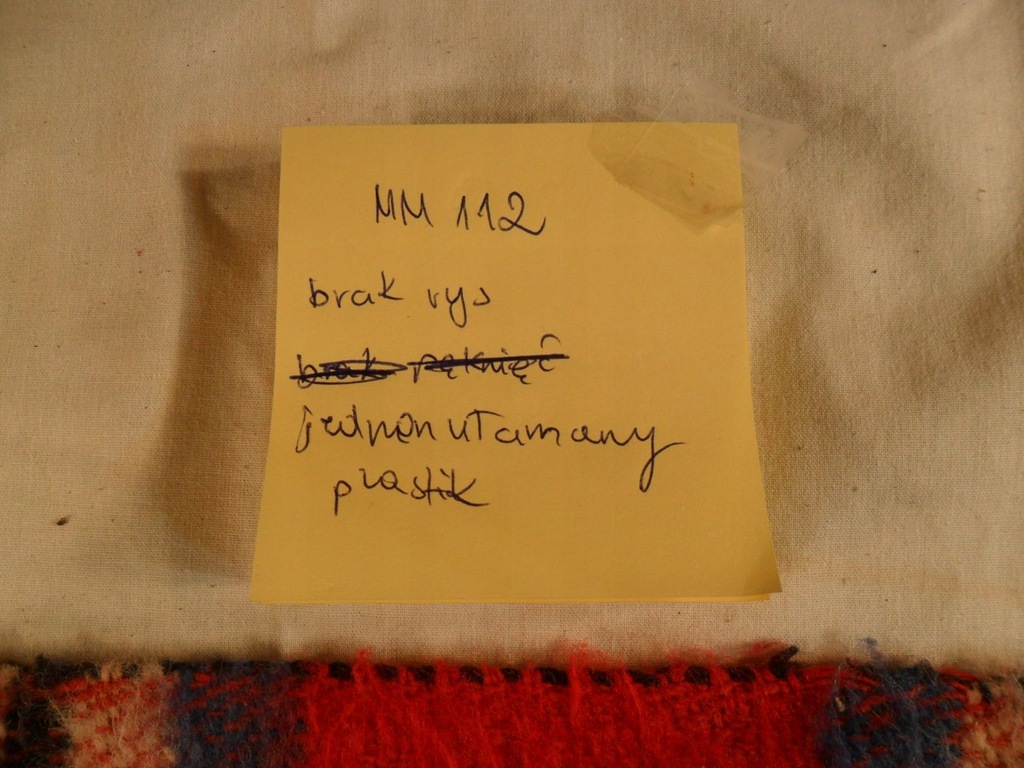 MM 112
brak rys
brak pęknięć
jeden ułamany
plastik